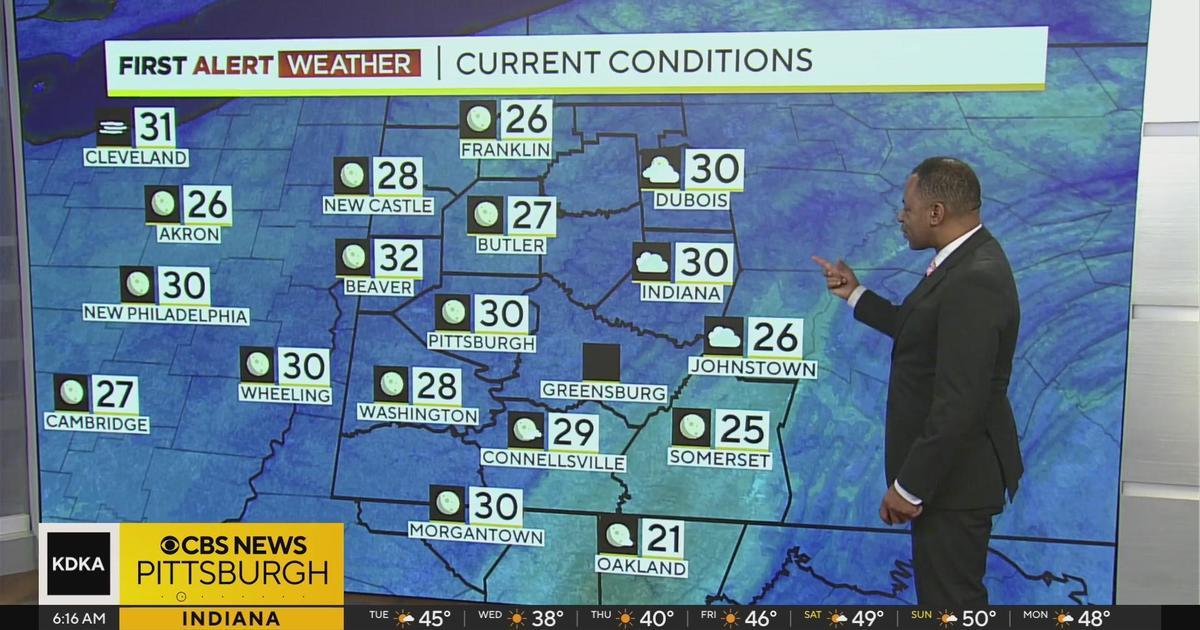 FIRST ALERT WEATHER | CURRENT CONDITIONS
31
CLEVELAND
26
FRANKLIN
28
NEW CASTLE
30
DUBOIS
26
AKRON
27
BUTLER
32
BEAVER
30
INDIANA
30
NEW PHILADELPHIA
30
PITTSBURGH
26
JOHNSTOWN
30
WHEELING
GREENSBURG
27
CAMBRIDGE
28
WASHINGTON
29
CONNELLSVILLE
25
SOMERSET
30
MORGANTOWN
21
OAKLAND
KDKA
CBS NEWS
PITTSBURGH
6:16 AM
INDIANA
TUE 45° WED 38° THU 40° FRI 46° SAT 49° SUN 50° MON 48°